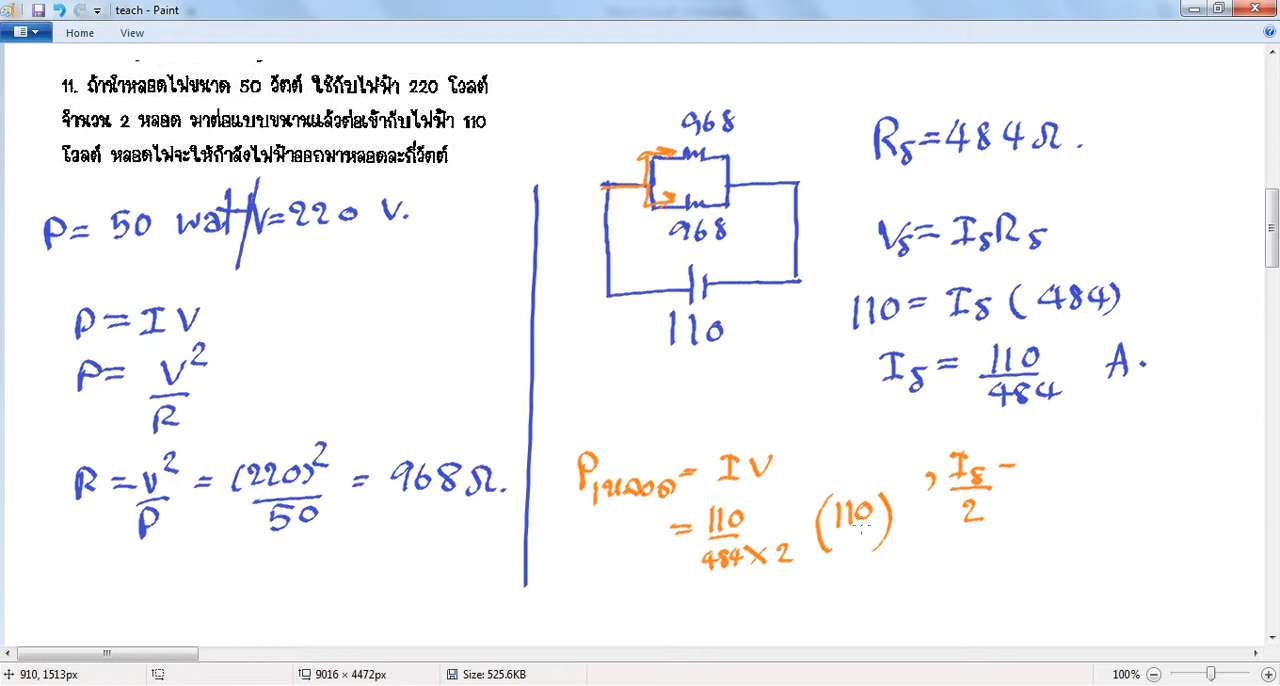 teach - Paint
Home View
11. ถ้านำหลอดไฟขนาด 50 วัตต์ ใช้กับไฟฟ้า 220 โวลต์
จำนวน 2 หลอด มาต่อแบบขนานแล้วต่อเข้ากับไฟฟ้า 110
โวลต์ หลอดไฟจะให้กำลังไฟฟ้าออกมาหลอดละกี่วัตต์
P= 50 watt/V=220 V.
P = IV
P= V²/R
R = V²/P = (220)²/50 = 968 Ω.
968
968
110
Rδ=484Ω.
Vδ= IδRδ
110= Iδ ( 484)
Iδ = 110/484 A.
P1หลอด = IV , Iδ/2 -
= 110/484×2 (110)
910, 1513px
9016 × 4472px
Size: 525.6KB
100%